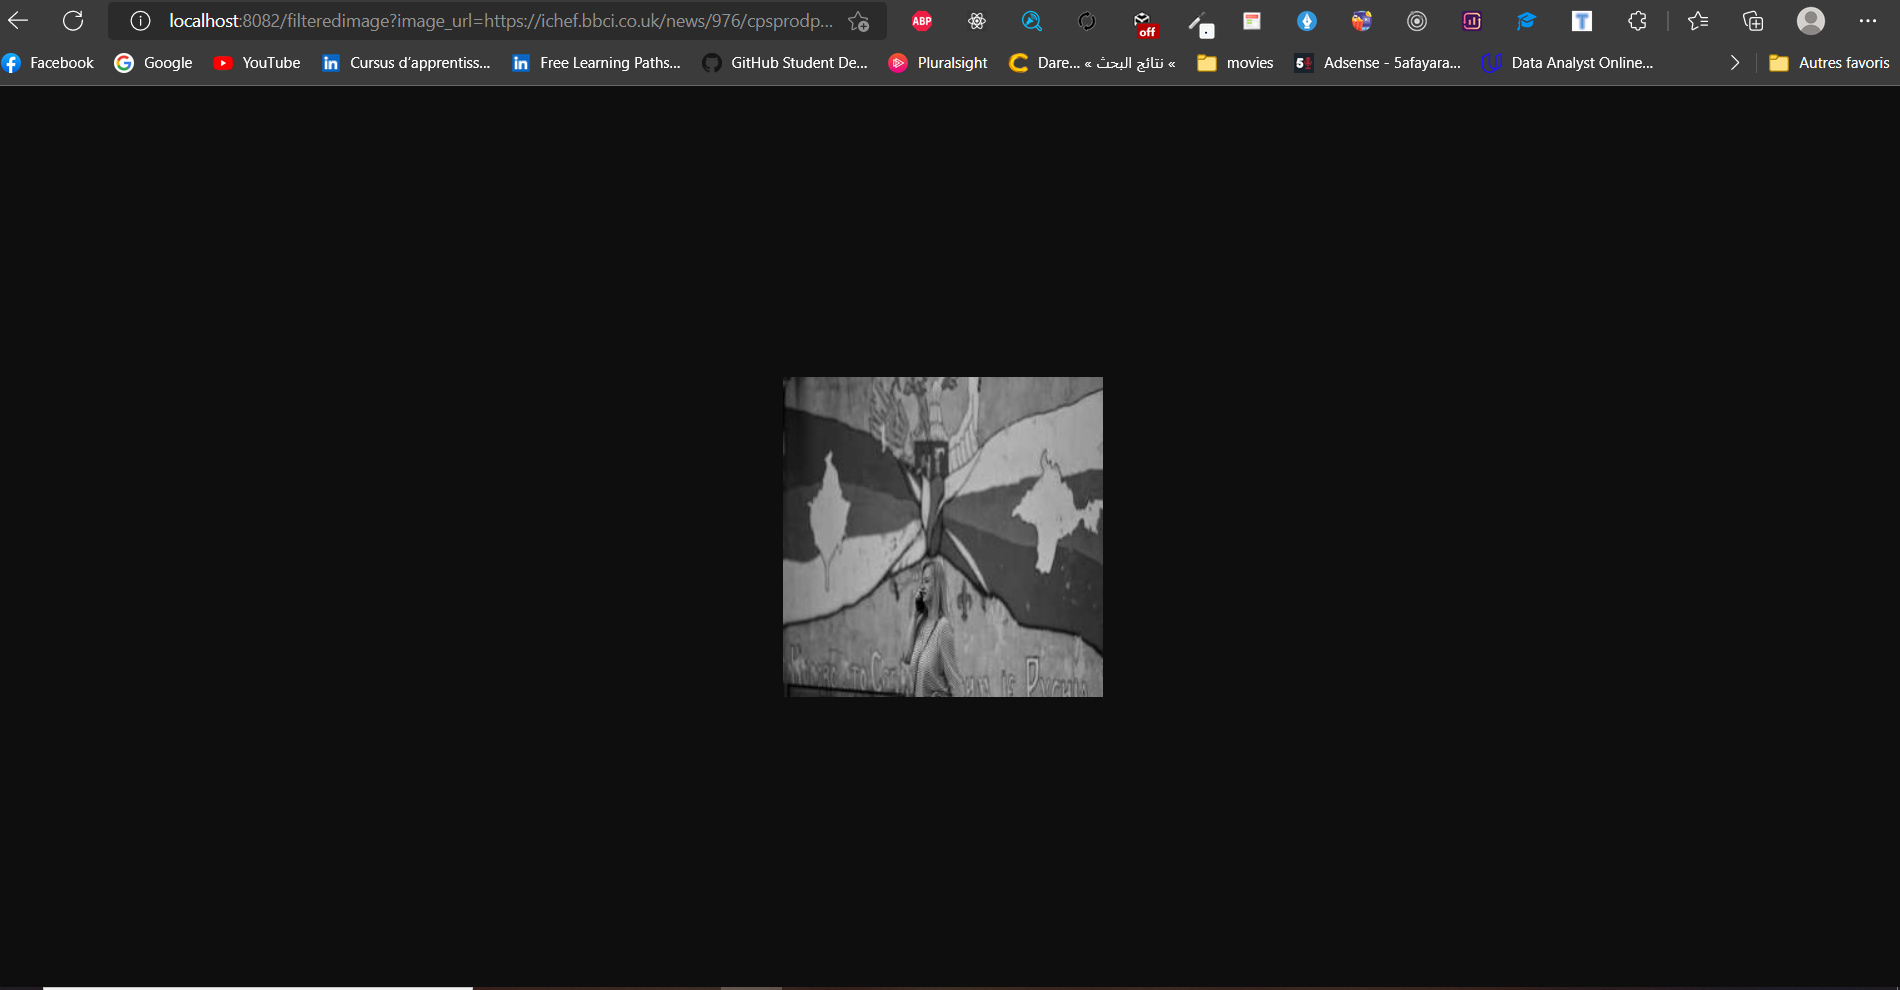 localhost:8082/filteredimage?image_url=https://ichef.bbci.co.uk/news/976/cpsprodp...
ABP
off
Facebook
Google
YouTube
Cursus d'apprentiss...
Free Learning Paths...
GitHub Student De...
Pluralsight
Dare... « نتائج البحث »
movies
Adsense - 5afayara...
Data Analyst Online...
Autres favoris